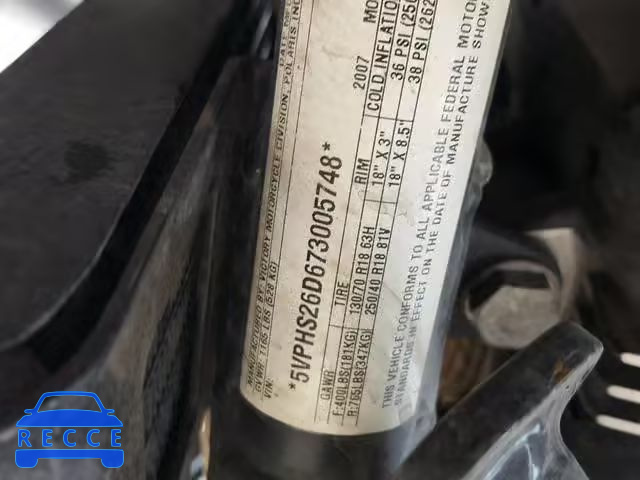 MANUFACTURED BY VICTORY MOTORCYCLE DIVISION, POLARIS INC.
GVWR 1165 LBS (528 KG)
VIN:
*5VPHS26D673005748*
2007
GAWR TIRE RIM COLD INFLATION
F:400LBS(181KG) 130/70 R18 63H 18" X 3" 36 PSI (250
R:765LBS(347KG) 250/40 R18 81V 18" X 8.5" 38 PSI (262
THIS VEHICLE CONFORMS TO ALL APPLICABLE FEDERAL MOTOR
IN EFFECT ON THE DATE OF MANUFACTURE SHOWN
RECCE